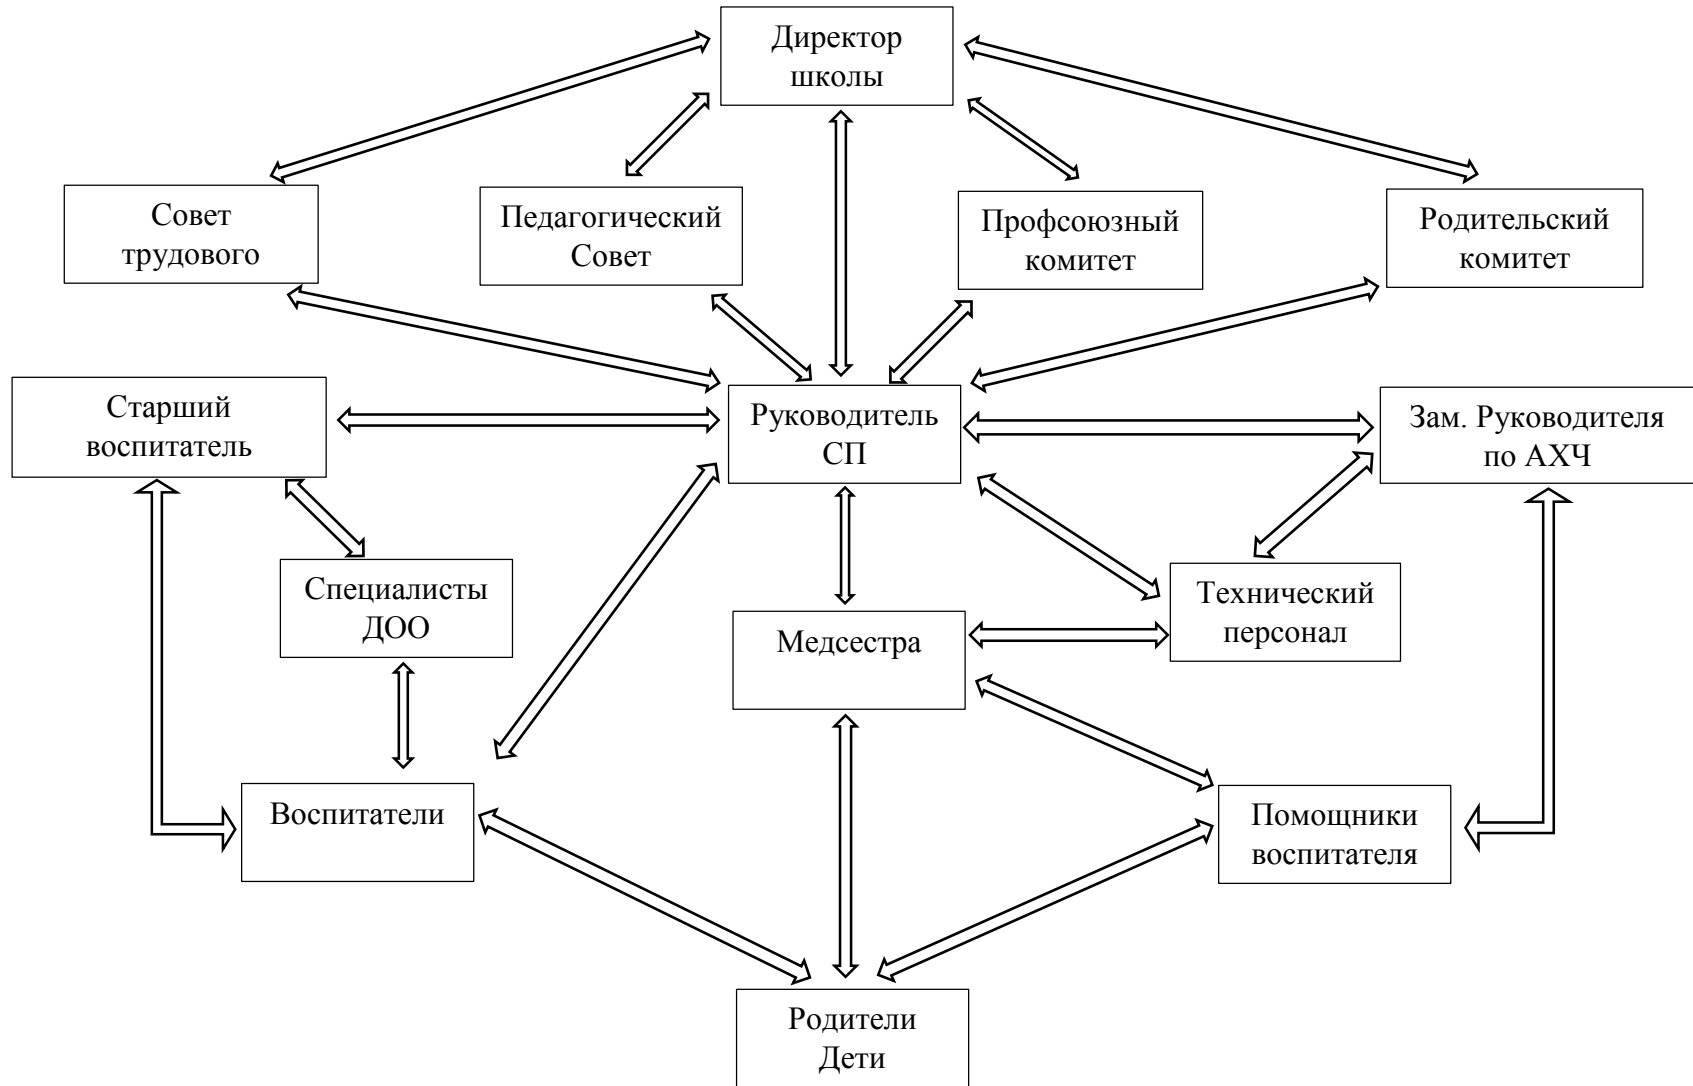 Директор
школы
Совет
трудового
Педагогический
Совет
Профсоюзный
комитет
Родительский
комитет
Старший
воспитатель
Руководитель
СП
Зам. Руководителя
по АХЧ
Специалисты
ДОО
Медсестра
Технический
персонал
Воспитатели
Помощники
воспитателя
Родители
Дети